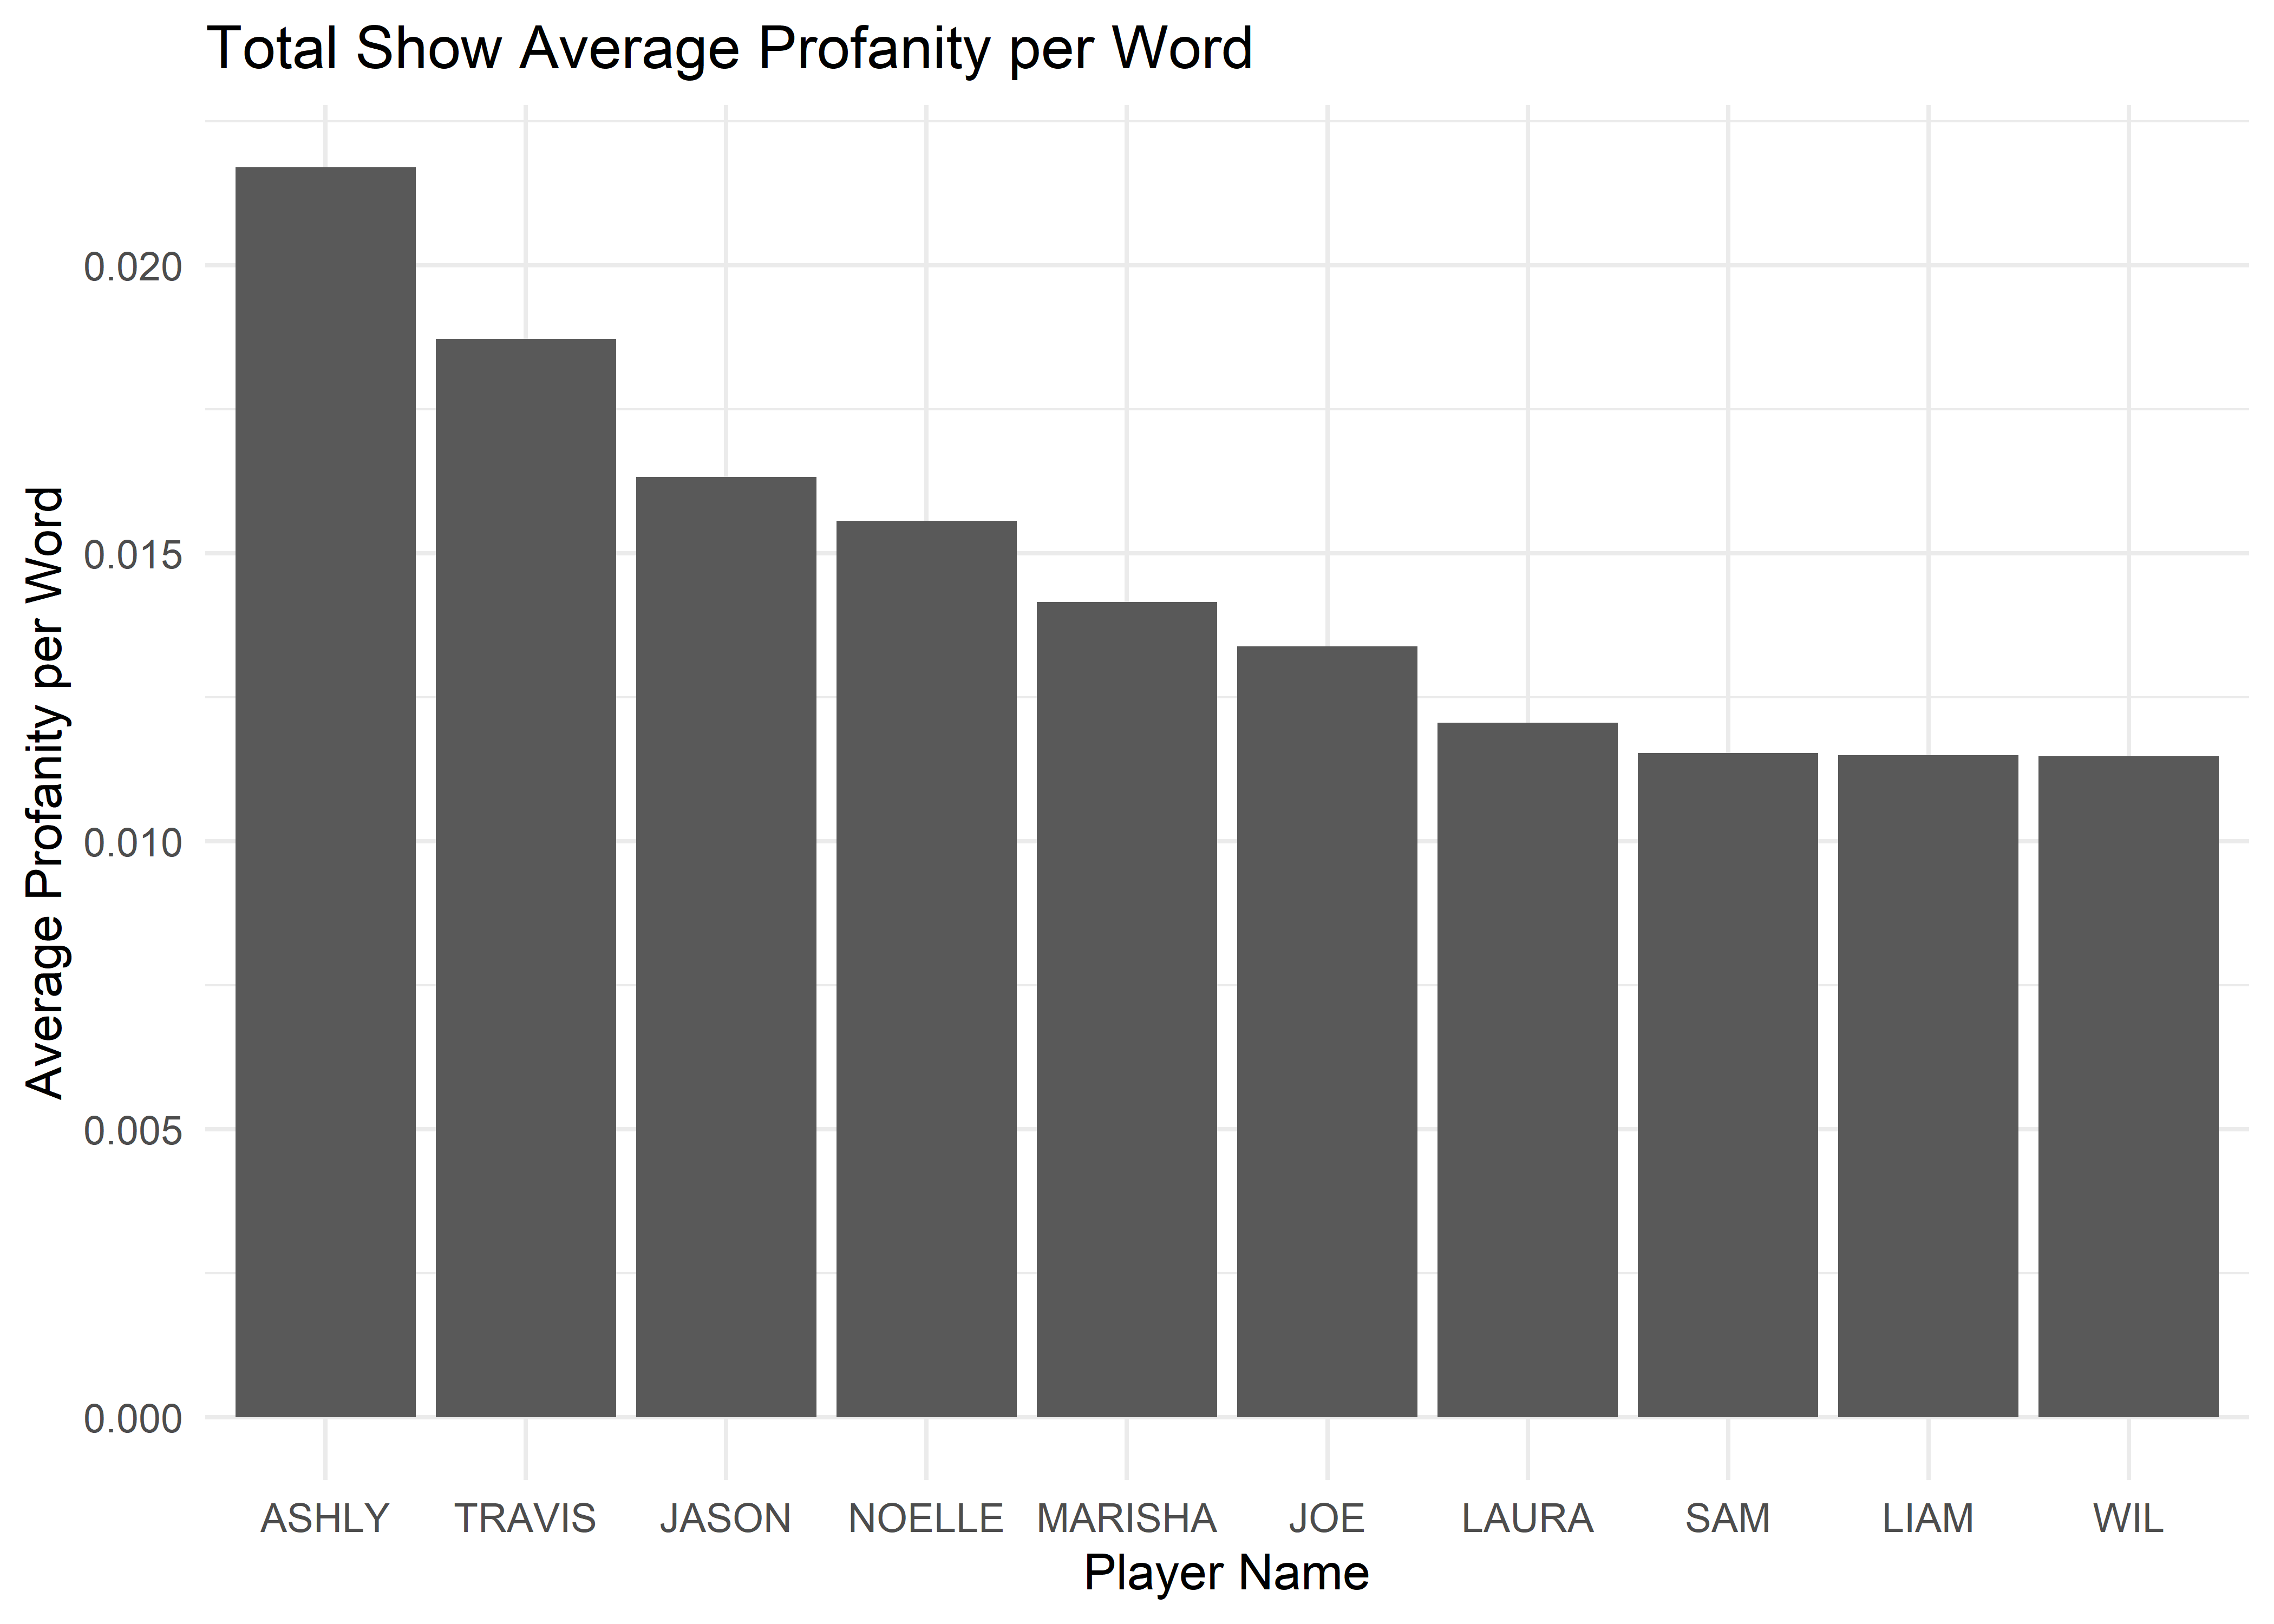 Total Show Average Profanity per Word
Average Profanity per Word
0.020
0.015
0.010
0.005
0.000
ASHLY TRAVIS JASON NOELLE MARISHA JOE LAURA SAM LIAM WIL
Player Name